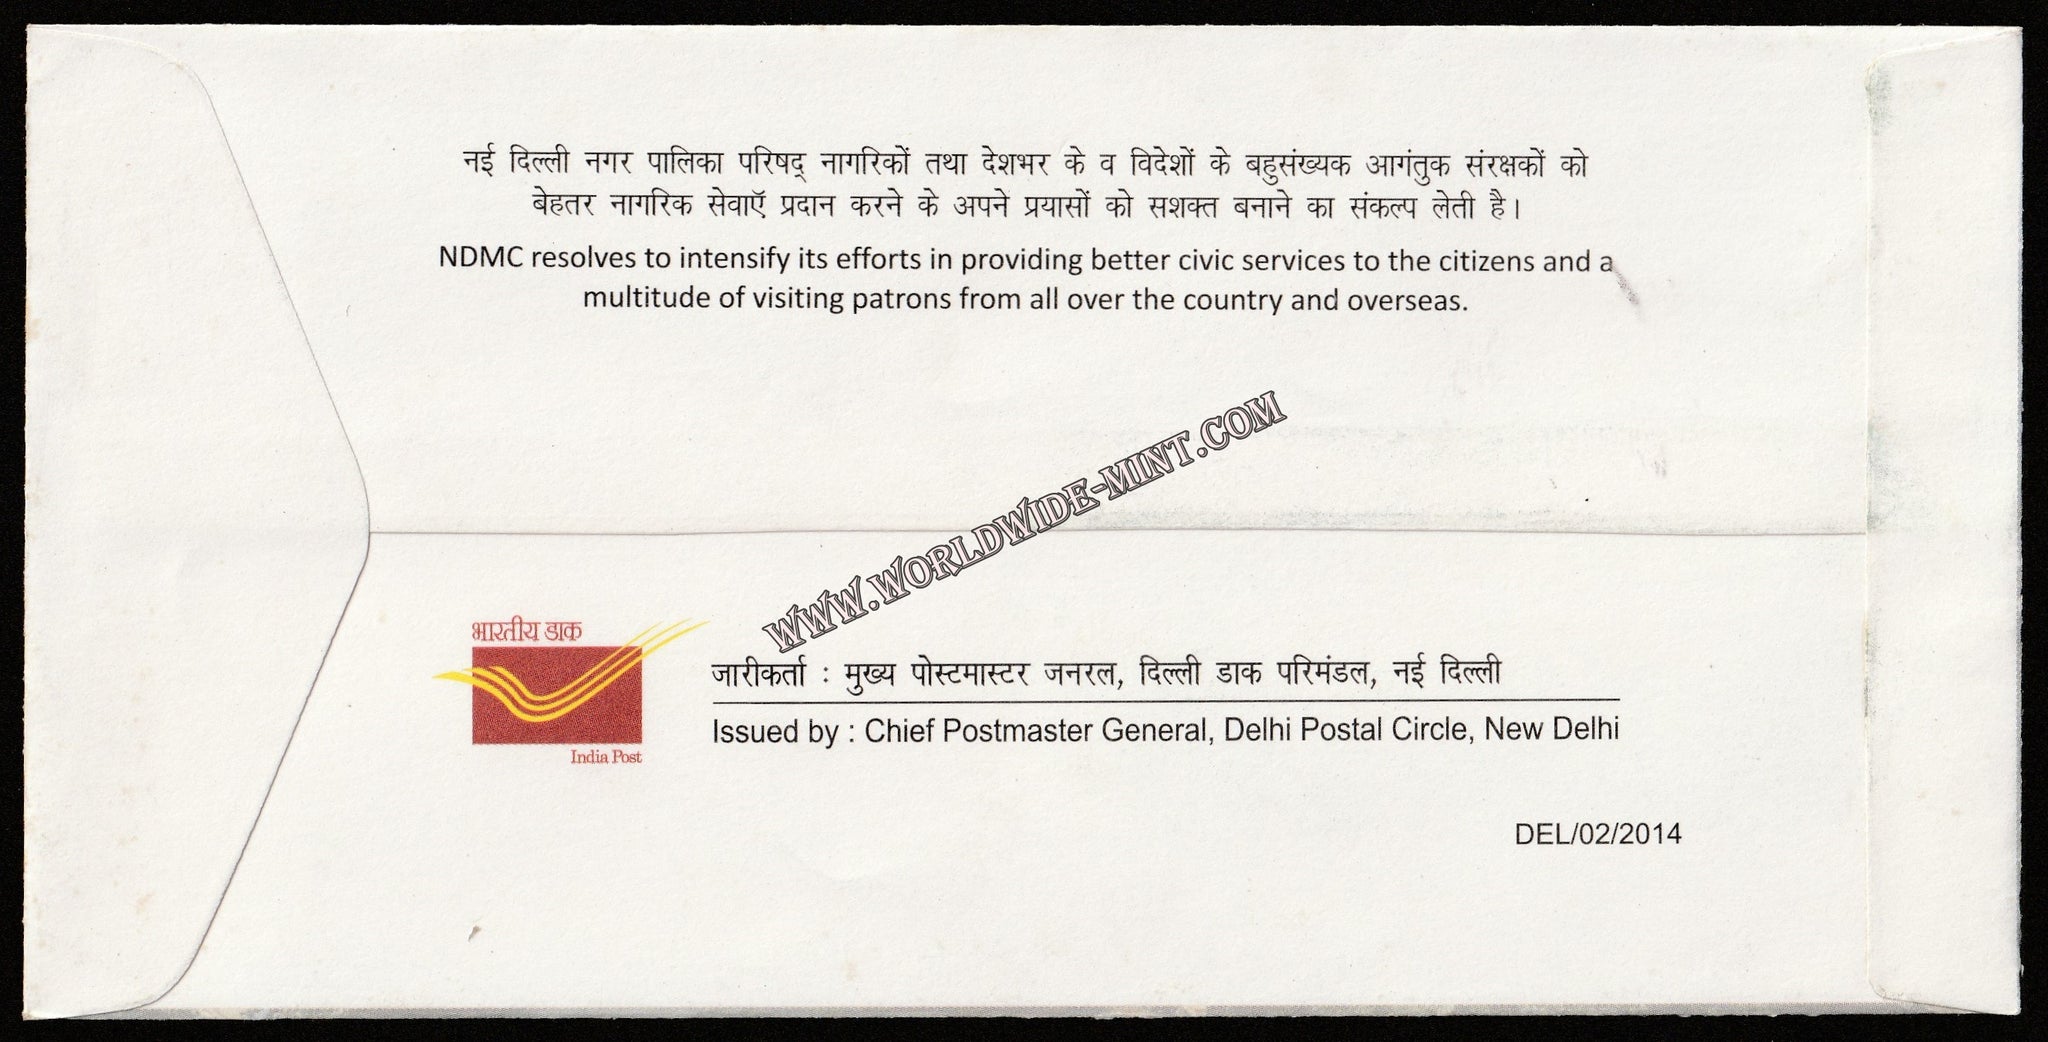 नई दिल्ली नगर पालिका परिषद् नागरिकों तथा देशभर के व विदेशों के बहुसंख्यक आगंतुक संरक्षकों को
बेहतर नागरिक सेवाएॅ प्रदान करने के अपने प्रयासों को सशक्त बनाने का संकल्प लेती है।
NDMC resolves to intensify its efforts in providing better civic services to the citizens and a
multitude of visiting patrons from all over the country and overseas.
WWW.WORLDWIDE-MINT.COM
भारतीय डाक
India Post
जारीकर्ता : मुख्य पोस्टमास्टर जनरल, दिल्ली डाक परिमंडल, नई दिल्ली
Issued by : Chief Postmaster General, Delhi Postal Circle, New Delhi
DEL/02/2014